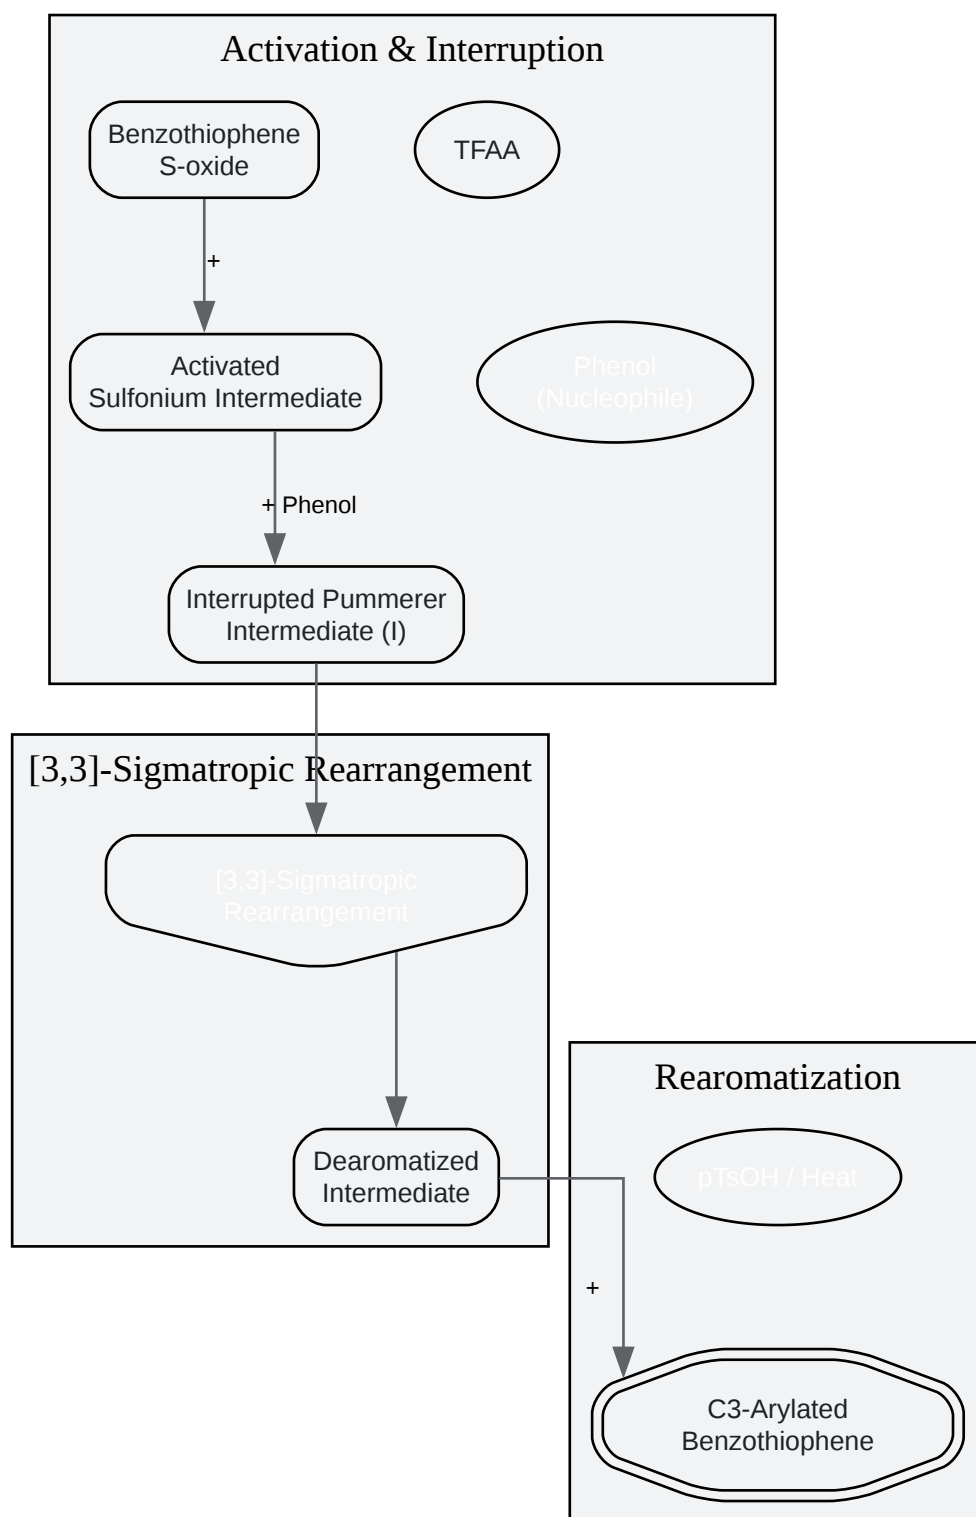 Activation & Interruption
Benzothiophene
S-oxide
TFAA
+
Activated
Sulfonium Intermediate
Phenol
(Nucleophile)
+ Phenol
Interrupted Pummerer
Intermediate (I)
[3,3]-Sigmatropic Rearrangement
[3,3]-Sigmatropic
Rearrangement
Dearomatized
Intermediate
Rearomatization
pTsOH / Heat
+
C3-Arylated
Benzothiophene